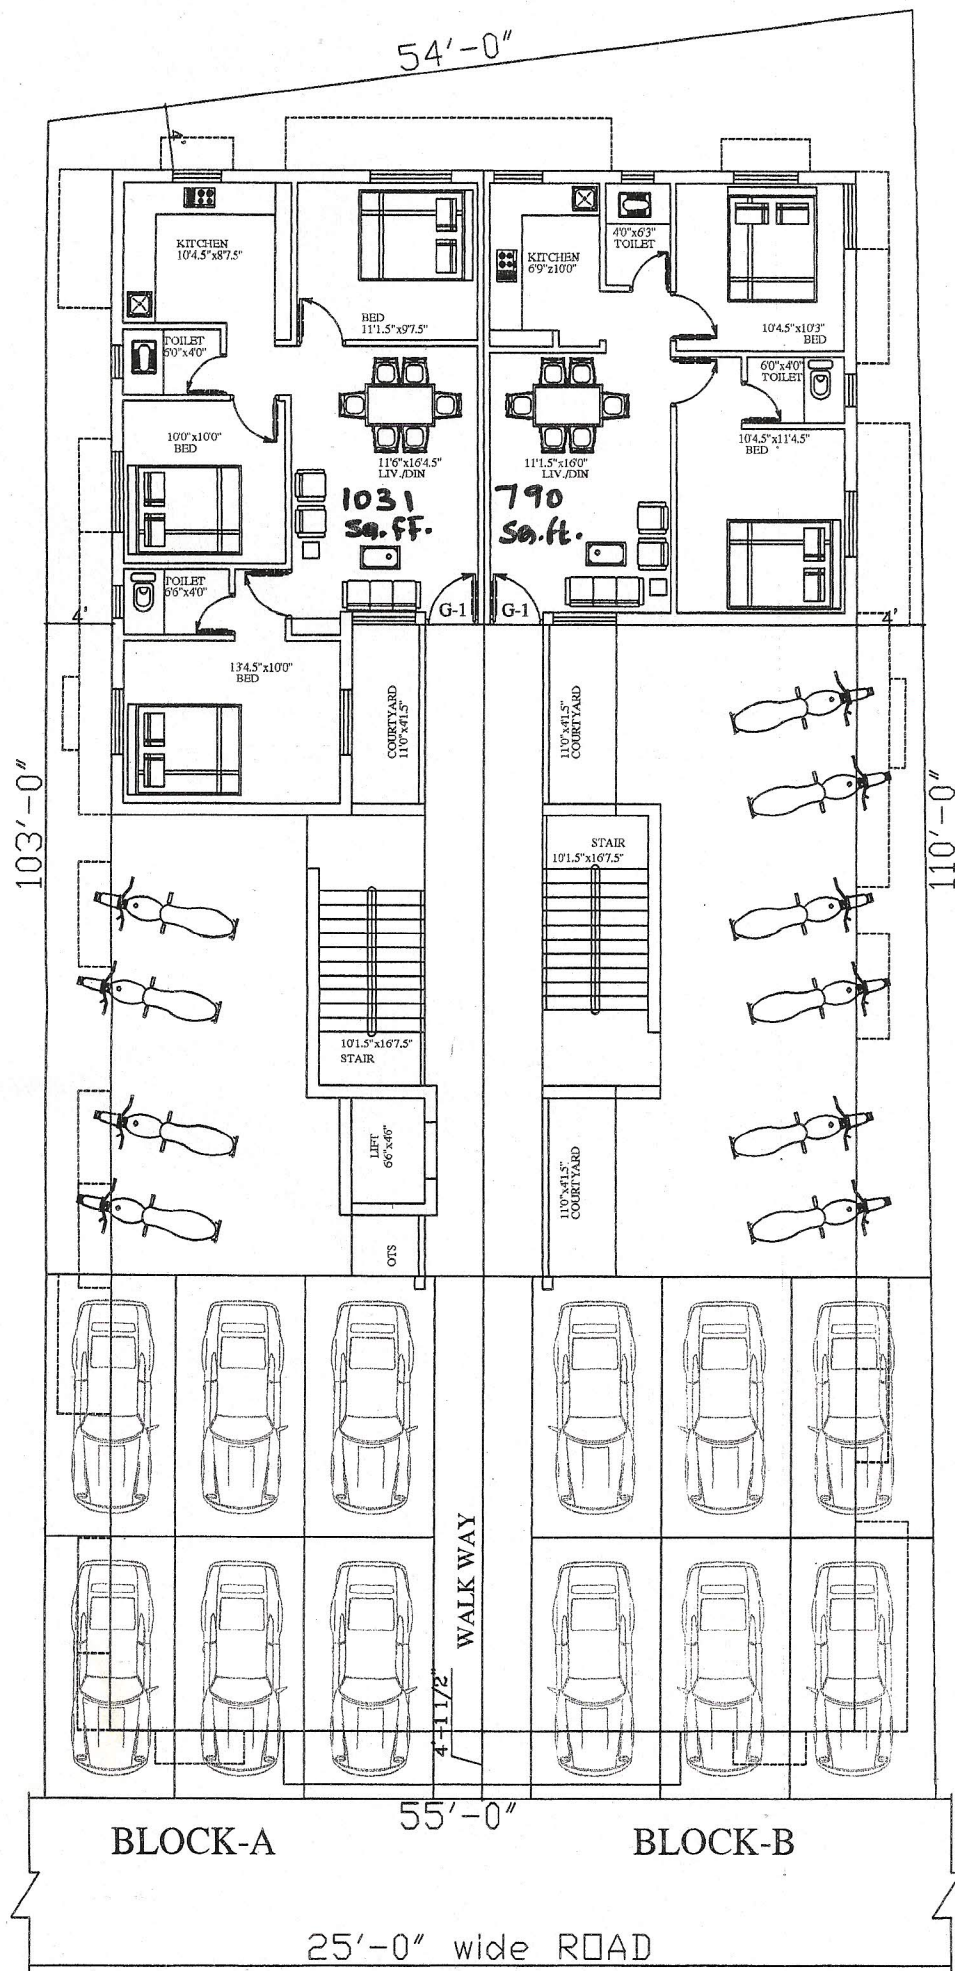 54'-0"
KITCHEN
10'4.5"x8'7.5"
BED
11'1.5"x9'7.5"
TOILET
6'0"x4'0"
10'0"x10'0"
BED
11'6"x16'4.5"
LIV./DIN
1031
Sq.FF.
TOILET
6'6"x4'0"
G-1
4'
13'4.5"x10'0"
BED
COURTYARD
11'0"x4'1.5"
KITCHEN
6'9"z10'0"
4'0"x6'3"
TOILET
10'4.5"x10'3"
BED
6'0"x4'0"
TOILET
10'4.5"x11'4.5"
BED
11'1.5"x16'0"
LIV./DIN
790
Sq.ft.
G-1
4'
11'0"x4'1.5"
COURTYARD
103'-0"
110'-0"
STAIR
10'1.5"x16'7.5"
10'1.5"x16'7.5"
STAIR
LIFT
6'6"x4'6"
OTS
11'0"x4'1.5"
COURTYARD
WALK WAY
4'-1 1/2"
55'-0"
BLOCK-A
BLOCK-B
25'-0" wide ROAD